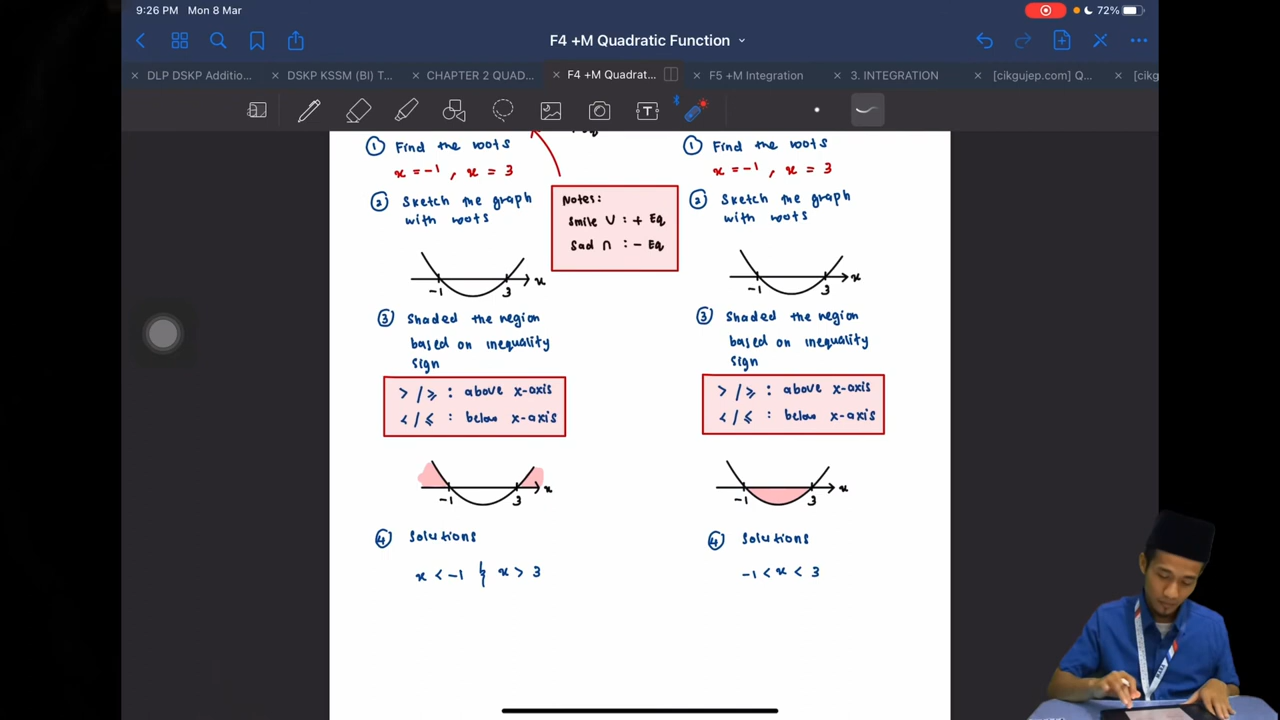 9:26 PM Mon 8 Mar
72%
F4 +M Quadratic Function
DLP DSKP Additio...
DSKP KSSM (BI) T...
CHAPTER 2 QUAD...
F4 +M Quadrat...
F5 +M Integration
3. INTEGRATION
[cikgujep.com] Q...
[cikg
T
① Find the roots
x = -1 , x = 3
② Sketch the graph
with roots
-1 3 x
③ Shaded the region
based on inequality
sign
> / ≥ : above x-axis
< / ≤ : below x-axis
-1 3 x
④ Solutions
x < -1 & x > 3
Notes:
Smile ∪ : + Eq
Sad ∩ : - Eq
① Find the roots
x = -1 , x = 3
② Sketch the graph
with roots
-1 3 x
③ Shaded the region
based on inequality
sign
> / ≥ : above x-axis
< / ≤ : below x-axis
-1 3 x
④ Solutions
-1 < x < 3